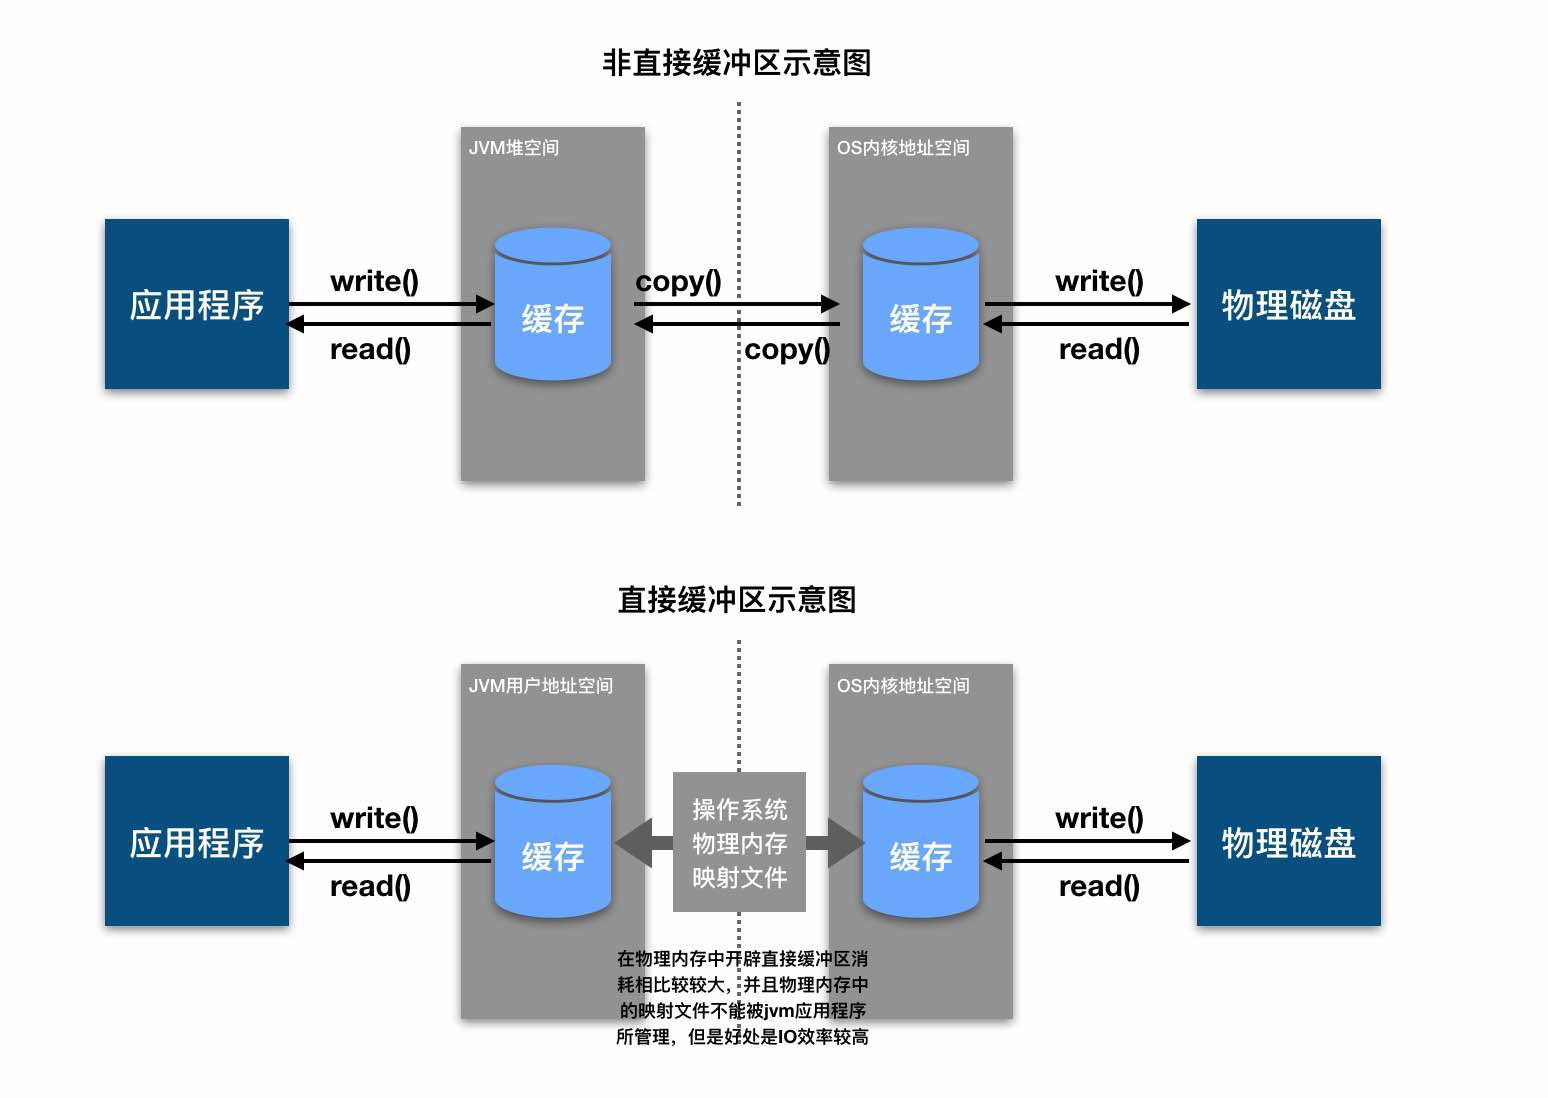 非直接缓冲区示意图
JVM堆空间
OS内核地址空间
应用程序
write()
read()
缓存
copy()
copy()
缓存
write()
read()
物理磁盘
直接缓冲区示意图
JVM用户地址空间
OS内核地址空间
应用程序
write()
read()
缓存
操作系统
物理内存
映射文件
缓存
write()
read()
物理磁盘
在物理内存中开辟直接缓冲区消
耗相比较较大，并且物理内存中
的映射文件不能被jvm应用程序
所管理，但是好处是IO效率较高